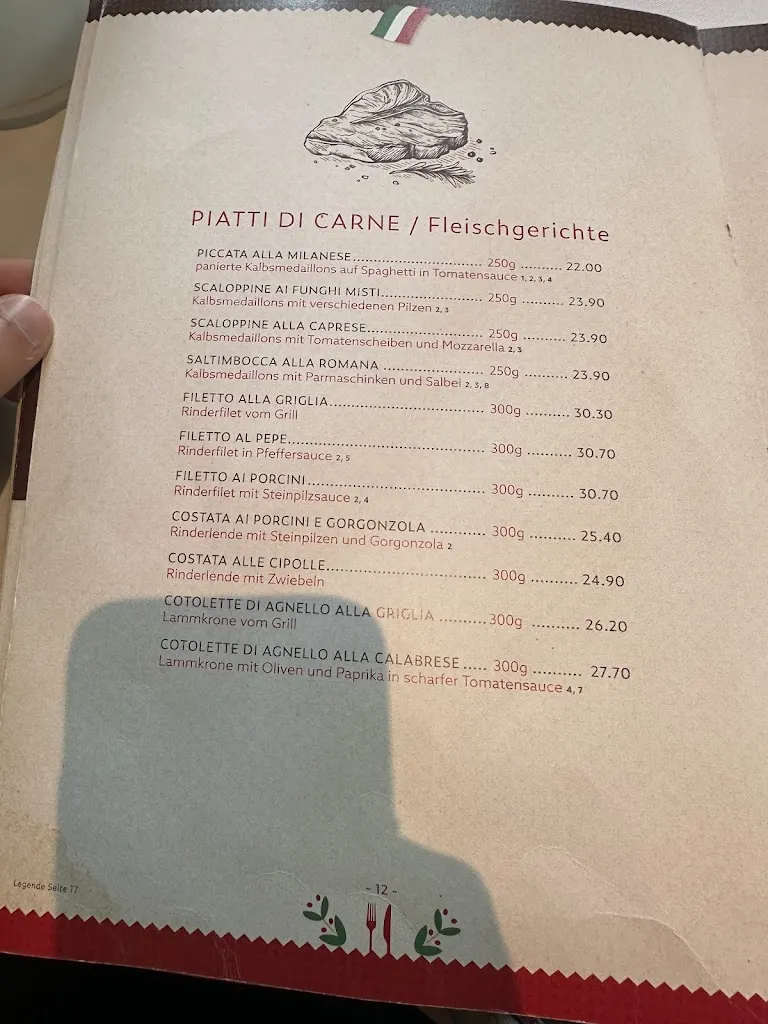 PIATTI DI CARNE / Fleischgerichte
PICCATA ALLA MILANESE.............................. 250g .......... 22.00
panierte Kalbsmedaillons auf Spaghetti in Tomatensauce 1, 2, 3, 4
SCALOPPINE AI FUNGHI MISTI......................... 250g .......... 23.90
Kalbsmedaillons mit verschiedenen Pilzen 2, 3
SCALOPPINE ALLA CAPRESE............................ 250g .......... 23.90
Kalbsmedaillons mit Tomatenscheiben und Mozzarella 2, 3
SALTIMBOCCA ALLA ROMANA ......................... 250g .......... 23.90
Kalbsmedaillons mit Parmaschinken und Salbei 2, 3, 8
FILETTO ALLA GRIGLIA..................................... 300g .......... 30.30
Rinderfilet vom Grill
FILETTO AL PEPE............................................. 300g .......... 30.70
Rinderfilet in Pfeffersauce 2, 5
FILETTO AI PORCINI......................................... 300g .......... 30.70
Rinderfilet mit Steinpilzsauce 2, 4
COSTATA AI PORCINI E GORGONZOLA ............ 300g .......... 25.40
Rinderlende mit Steinpilzen und Gorgonzola 2
COSTATA ALLE CIPOLLE..................................... 300g .......... 24.90
Rinderlende mit Zwiebeln
COTOLETTE DI AGNELLO ALLA GRIGLIA ..........300g .......... 26.20
Lammkrone vom Grill
COTOLETTE DI AGNELLO ALLA CALABRESE ..... 300g .......... 27.70
Lammkrone mit Oliven und Paprika in scharfer Tomatensauce 4, 7
Legende Seite 17
- 12 -